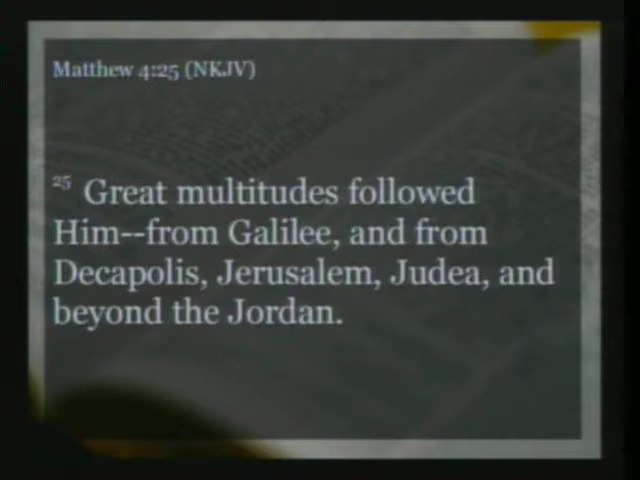 Matthew 4:25 (NKJV)
25 Great multitudes followed
Him--from Galilee, and from
Decapolis, Jerusalem, Judea, and
beyond the Jordan.